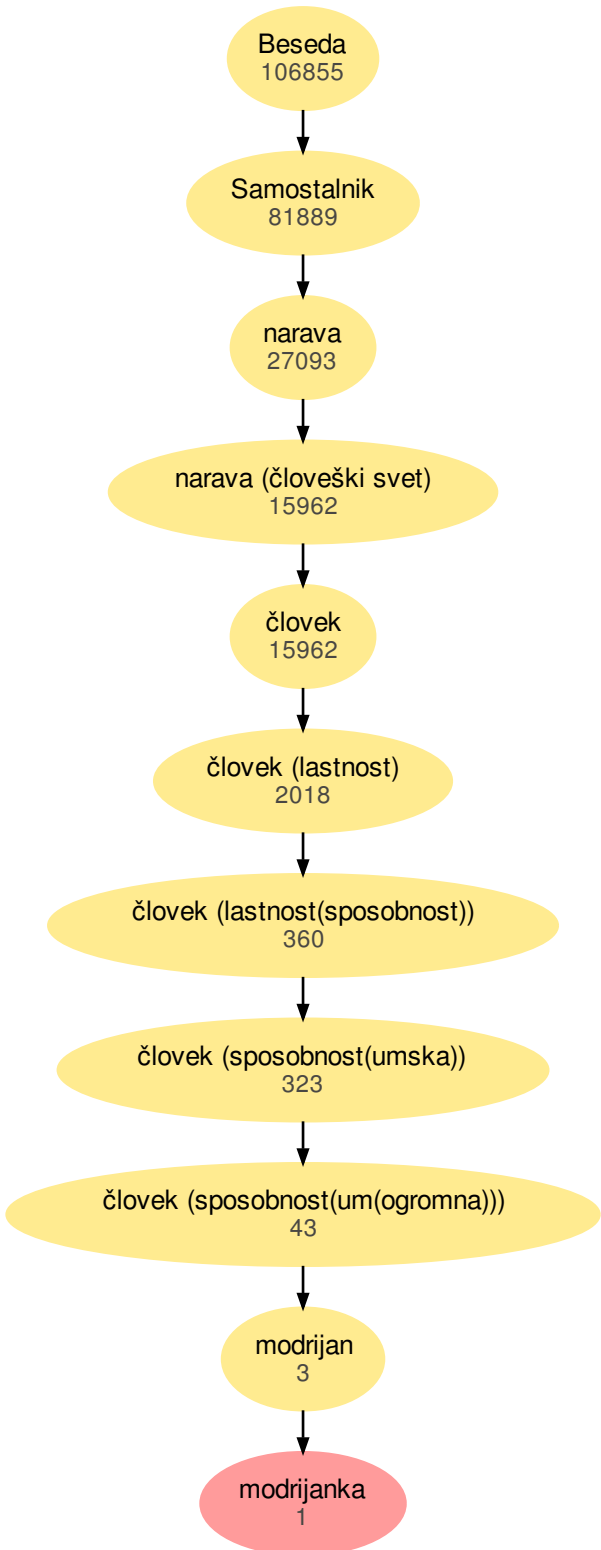 Beseda
106855
Samostalnik
81889
narava
27093
narava (človeški svet)
15962
človek
15962
človek (lastnost)
2018
človek (lastnost(sposobnost))
360
človek (sposobnost(umska))
323
človek (sposobnost(um(ogromna)))
43
modrijan
3
modrijanka
1